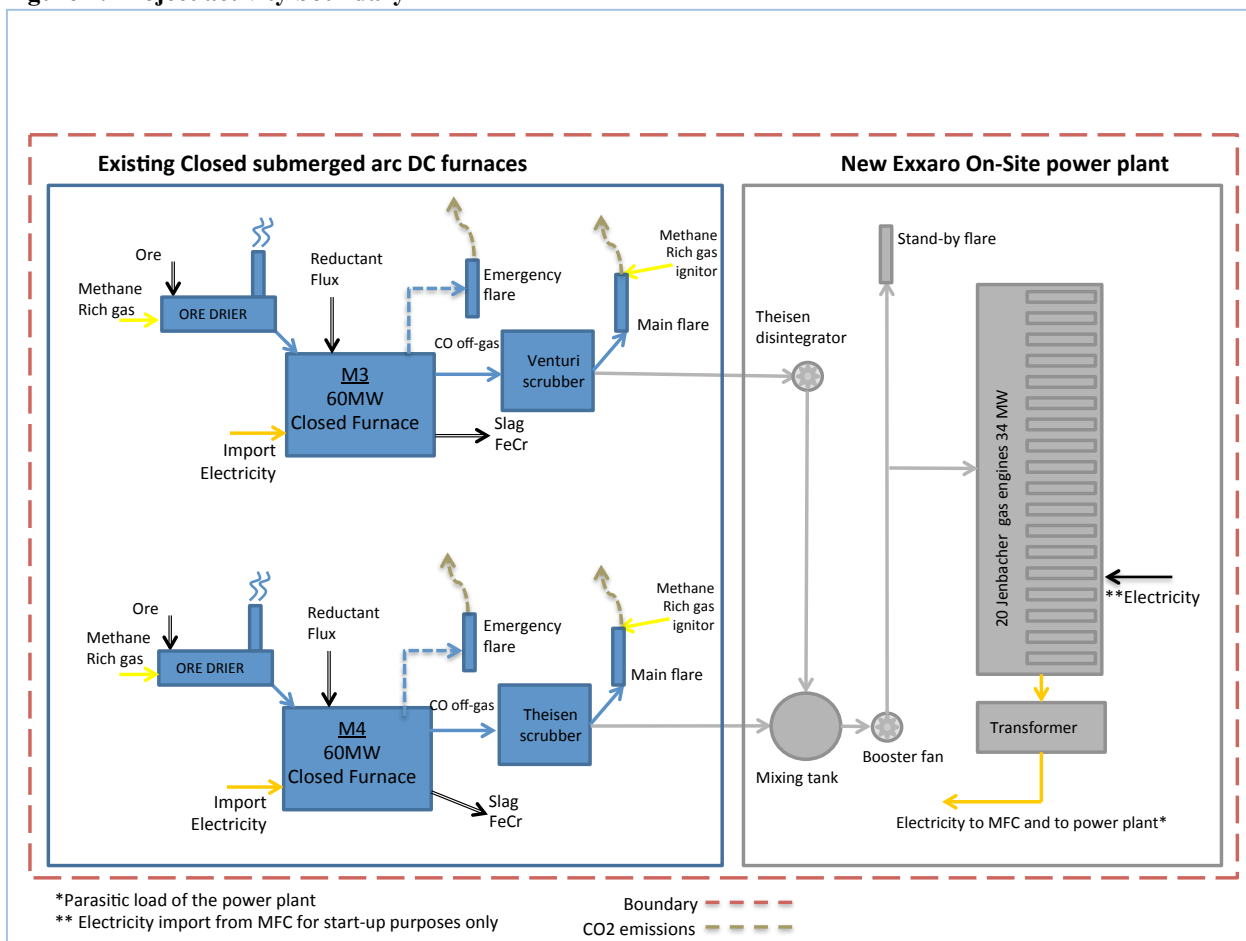 Existing Closed submerged arc DC furnaces
New Exxaro On-Site power plant
Ore
Methane
Rich gas
ORE DRIER
Reductant
Flux
Emergency
flare
Methane
Rich gas
ignitor
Main flare
CO off-gas
Venturi
scrubber
M3
60MW
Closed Furnace
Import
Electricity
Slag
FeCr
Theisen
disintegrator
Stand-by flare
20 Jenbacher gas engines 34 MW
**Electricity
Ore
Methane
Rich gas
ORE DRIER
Reductant
Flux
Emergency
flare
Methane
Rich gas
ignitor
Main flare
CO off-gas
Theisen
scrubber
M4
60MW
Closed Furnace
Import
Electricity
Slag
FeCr
Mixing tank
Booster fan
Transformer
Electricity to MFC and to power plant*
*Parasitic load of the power plant
** Electricity import from MFC for start-up purposes only
Boundary
CO2 emissions